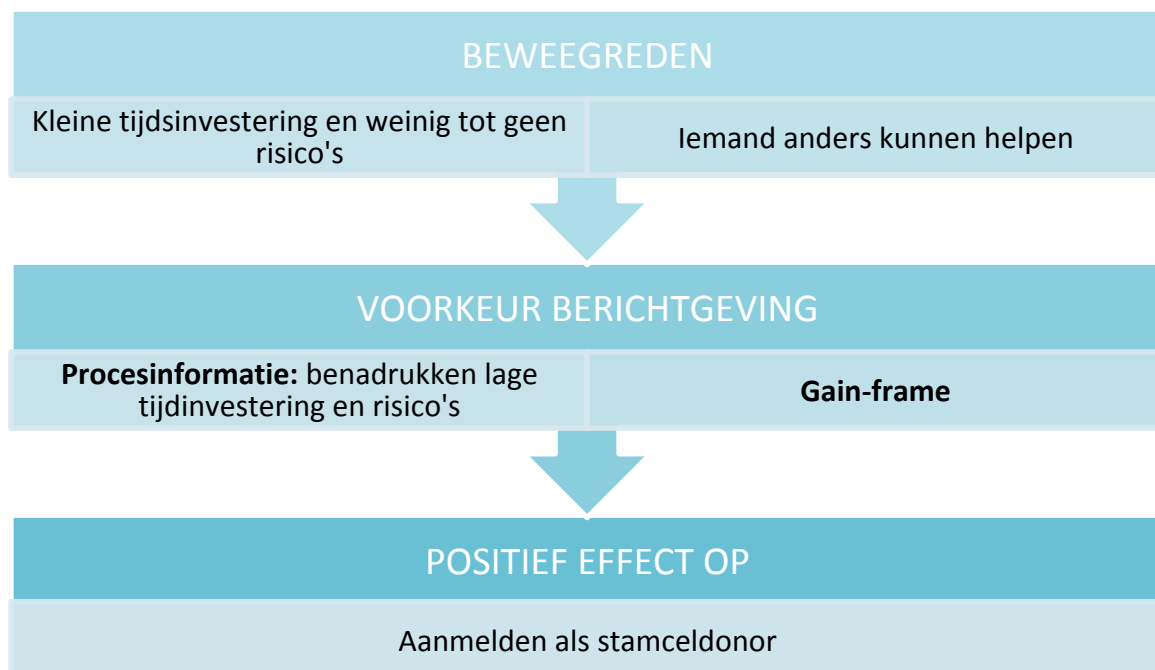 BEWEEGREDEN
Kleine tijdsinvestering en weinig tot geen
risico's
Iemand anders kunnen helpen
VOORKEUR BERICHTGEVING
Procesinformatie: benadrukken lage
tijdinvestering en risico's
Gain-frame
POSITIEF EFFECT OP
Aanmelden als stamceldonor